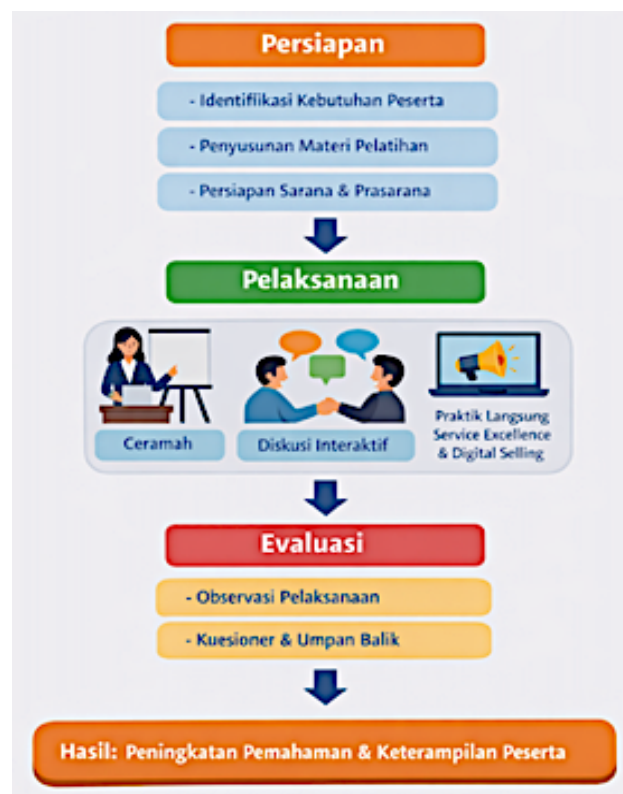 Persiapan
- Identifiikasi Kebutuhan Peserta
- Penyusunan Materi Pelatihan
- Persiapan Sarana & Prasarana
Pelaksanaan
Ceramah
Diskusi Interaktif
Praktik Langsung
Service Excellence
& Digital Selling
Evaluasi
- Observasi Pelaksanaan
- Kuesioner & Umpan Balik
Hasil: Peningkatan Pemahaman & Keterampilan Peserta